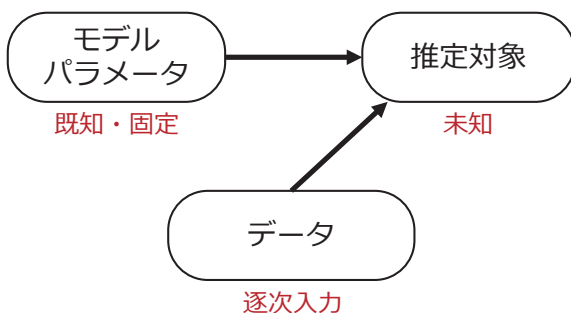 モデル
パラメータ
推定対象
既知・固定
未知
データ
逐次入力